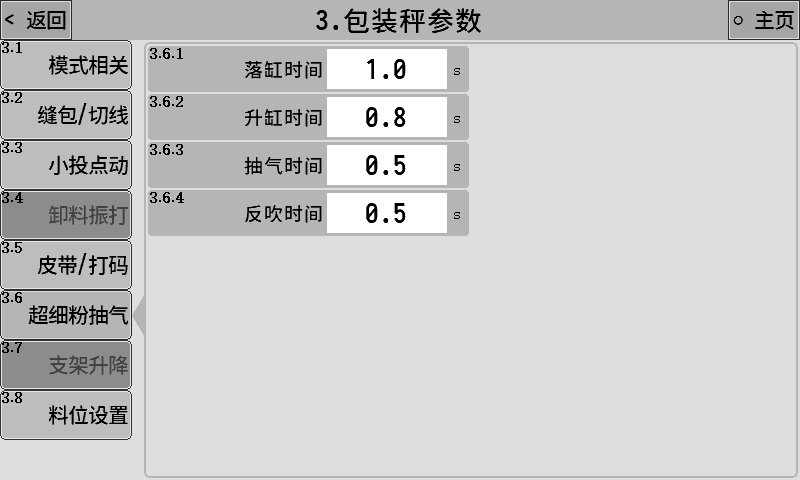 < 返回
3.包装秤参数
○ 主页
3.1 模式相关
3.2 缝包/切线
3.3 小投点动
3.4 卸料振打
3.5 皮带/打码
3.6 超细粉抽气
3.7 支架升降
3.8 料位设置
3.6.1 落缸时间 1.0 s
3.6.2 升缸时间 0.8 s
3.6.3 抽气时间 0.5 s
3.6.4 反吹时间 0.5 s